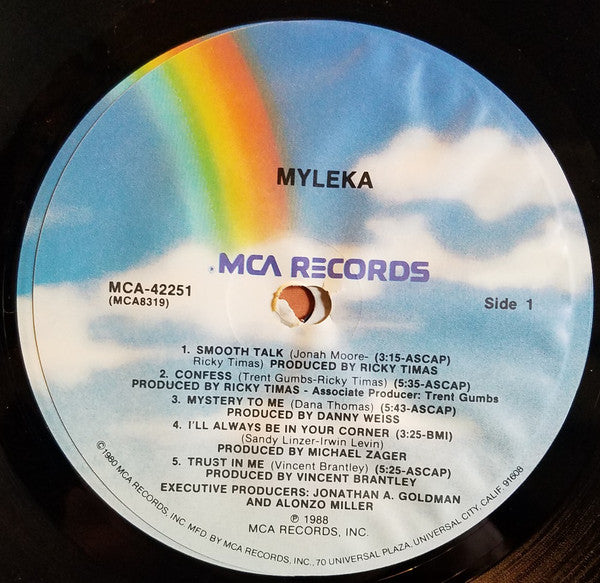 MYLEKA
MCA RECORDS
MCA-42251
(MCA8319)
Side 1
1. SMOOTH TALK (Jonah Moore- (3:15-ASCAP)
Ricky Timas) PRODUCED BY RICKY TIMAS
2. CONFESS (Trent Gumbs-Ricky Timas) (5:35-ASCAP)
PRODUCED BY RICKY TIMAS - Associate Producer: Trent Gumbs
3. MYSTERY TO ME (Dana Thomas) (5:43-ASCAP)
PRODUCED BY DANNY WEISS
4. I'LL ALWAYS BE IN YOUR CORNER (3:25-BMI)
(Sandy Linzer-Irwin Levin)
PRODUCED BY MICHAEL ZAGER
5. TRUST IN ME (Vincent Brantley) (5:25-ASCAP)
PRODUCED BY VINCENT BRANTLEY
EXECUTIVE PRODUCERS: JONATHAN A. GOLDMAN
AND ALONZO MILLER
℗ 1988
MCA RECORDS, INC.
©1980 MCA RECORDS, INC. MFD. BY MCA RECORDS, INC., 70 UNIVERSAL PLAZA, UNIVERSAL CITY, CALIF. 91608